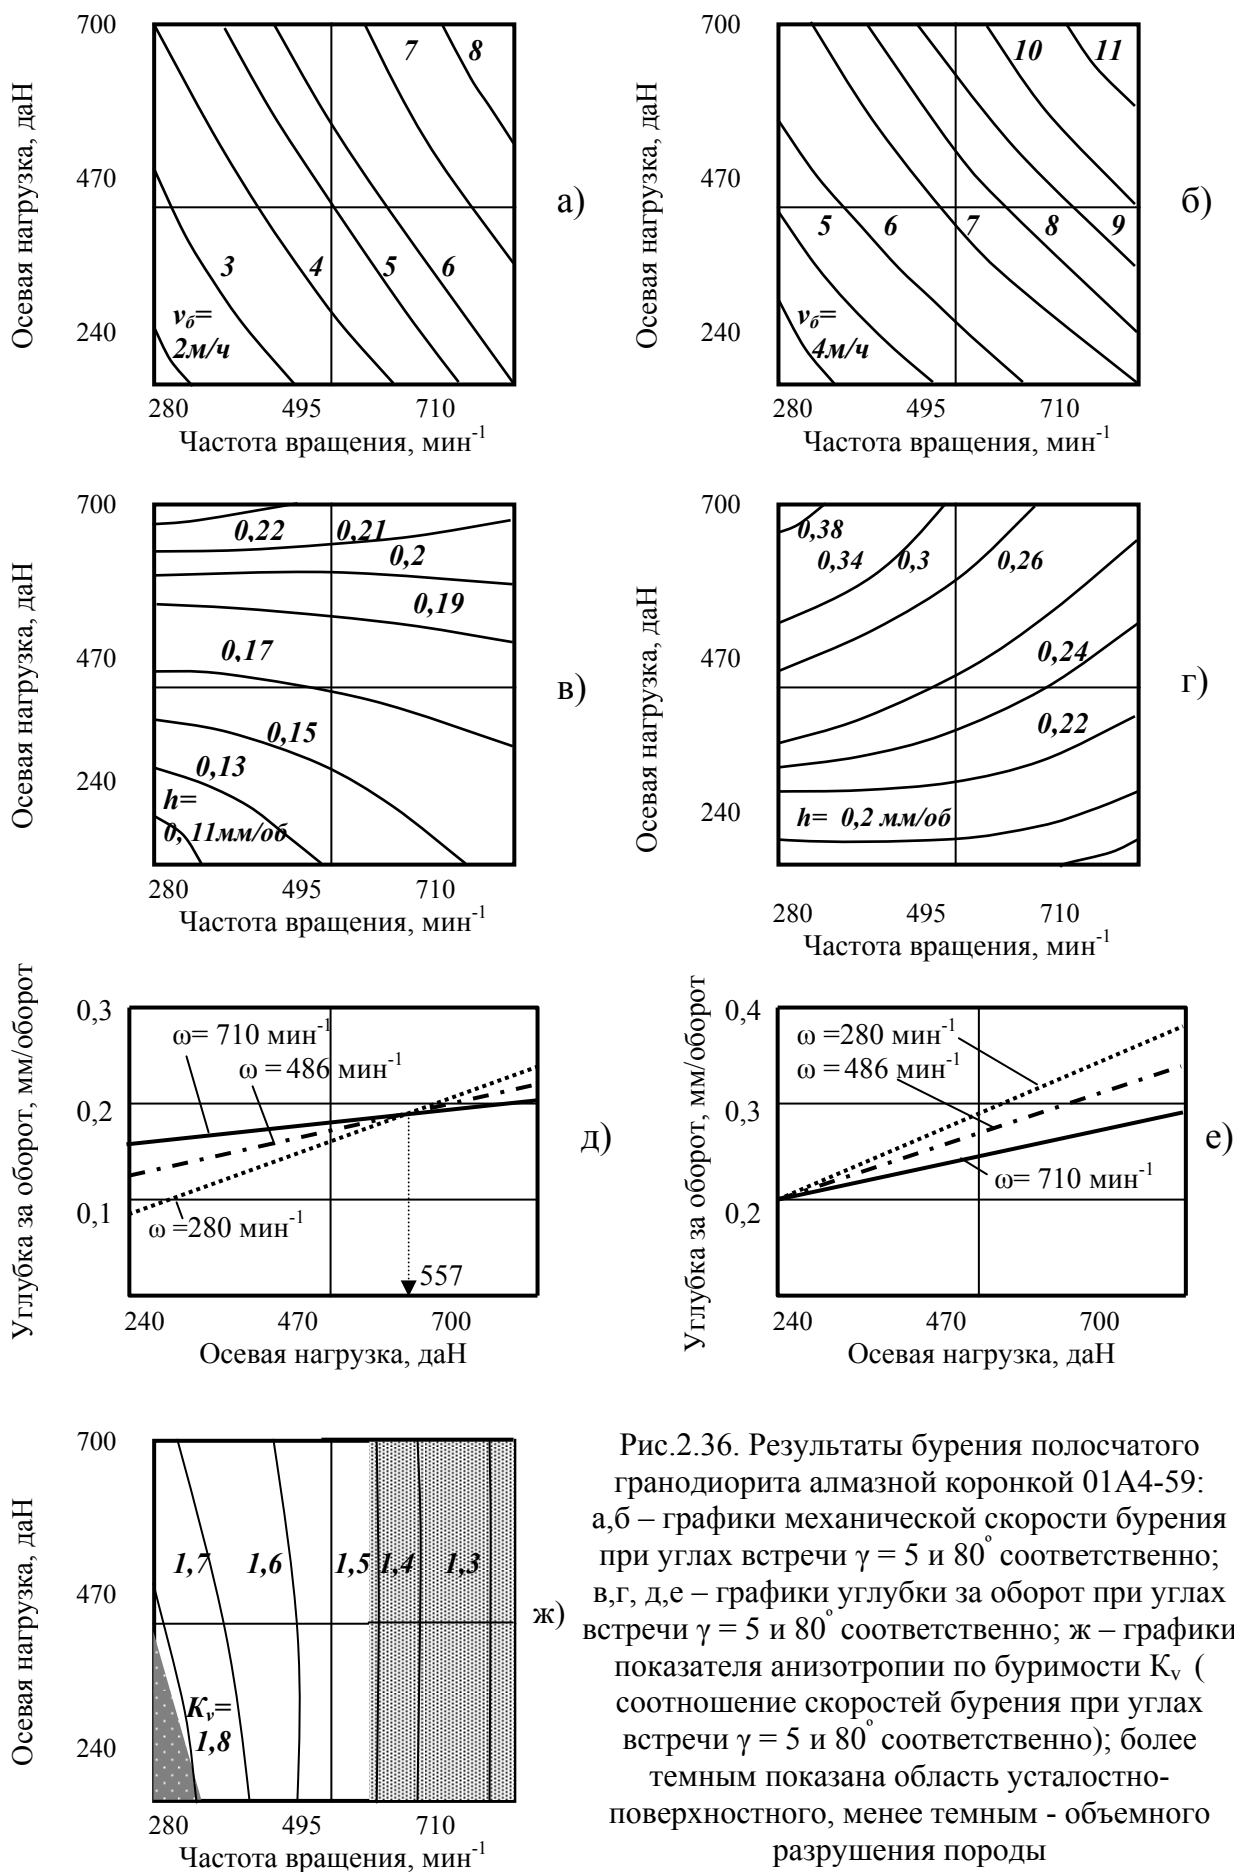 Осевая нагрузка, даН
700
470
240
7
8
3
4
5
6
vб=
2м/ч
280 495 710
Частота вращения, мин-1
а)
Осевая нагрузка, даН
700
470
240
10
11
5
6
7
8
9
vб=
4м/ч
280 495 710
Частота вращения, мин-1
б)
Осевая нагрузка, даН
700
470
240
0,22
0,21
0,2
0,19
0,17
0,15
0,13
h=
0, 11мм/об
280 495 710
Частота вращения, мин-1
в)
Осевая нагрузка, даН
700
470
240
0,38
0,34
0,3
0,26
0,24
0,22
h= 0,2 мм/об
280 495 710
Частота вращения, мин-1
г)
Углубка за оборот, мм/оборот
0,3
0,2
0,1
ω= 710 мин-1
ω = 486 мин-1
ω =280 мин-1
557
240 470 700
Осевая нагрузка, даН
д)
Углубка за оборот, мм/оборот
0,4
0,3
0,2
ω =280 мин-1
ω = 486 мин-1
ω= 710 мин-1
240 470 700
Осевая нагрузка, даН
е)
Осевая нагрузка, даН
700
470
240
1,7
1,6
1,5
1,4
1,3
Kv=
1,8
280 495 710
Частота вращения, мин-1
ж)
Рис.2.36. Результаты бурения полосчатого
гранодиорита алмазной коронкой 01А4-59:
а,б – графики механической скорости бурения
при углах встречи γ = 5 и 80° соответственно;
в,г, д,е – графики углубки за оборот при углах
встречи γ = 5 и 80° соответственно; ж – графики
показателя анизотропии по буримости Кv (
соотношение скоростей бурения при углах
встречи γ = 5 и 80° соответственно); более
темным показана область усталостно-
поверхностного, менее темным - объемного
разрушения породы